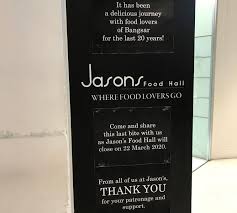 It has been
a delicious journey
with food lovers
of Bangsar
for the last 20 years!
Jasons Food Hall
WHERE FOOD LOVERS GO
Come and share
this last bite with us
as Jason's Food Hall will
close on 22 March 2020.
From all of us at Jason's,
THANK YOU
for your patronage and
support.